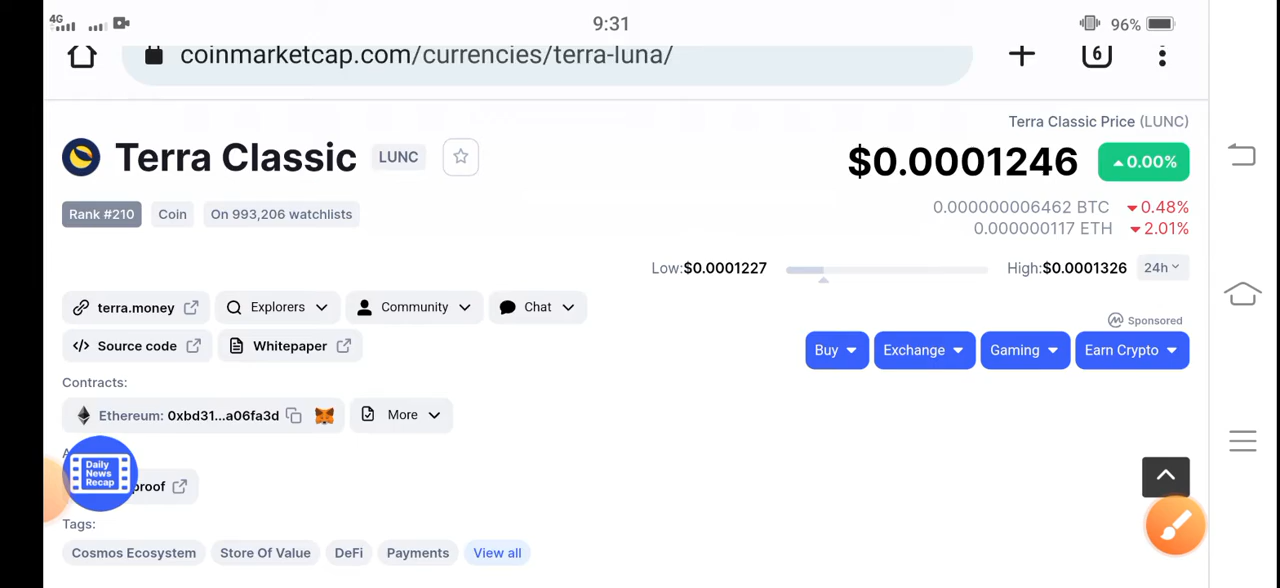 4G
9:31
96%
coinmarketcap.com/currencies/terra-luna/
6
Terra Classic Price (LUNC)
Terra Classic LUNC
$0.0001246 0.00%
Rank #210 Coin On 993,206 watchlists
0.000000006462 BTC 0.48%
0.000000117 ETH 2.01%
Low:$0.0001227 High:$0.0001326 24h
terra.money Explorers Community Chat
Sponsored
Source code Whitepaper
Buy Exchange Gaming Earn Crypto
Contracts:
Ethereum: 0xbd31...a06fa3d More
Daily
News
Recap
proof
Tags:
Cosmos Ecosystem Store Of Value DeFi Payments View all